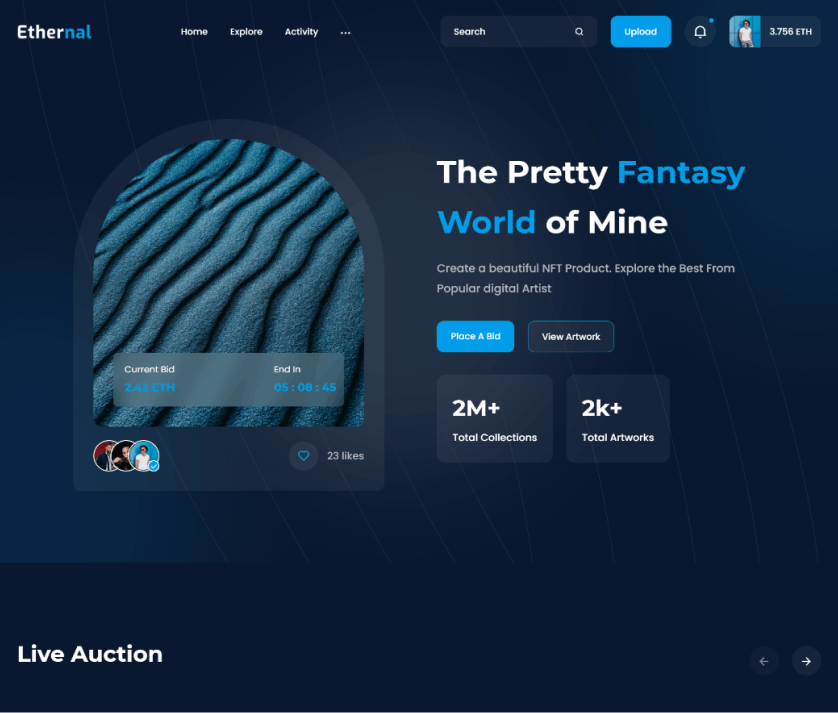 Ethernal
Home Explore Activity ...
Search
Upload
3.756 ETH
The Pretty Fantasy
World of Mine
Create a beautiful NFT Product. Explore the Best From
Popular digital Artist
Place A Bid View Artwork
Current Bid End In
2.43 ETH 05 : 08 : 45
2M+ 2k+
Total Collections Total Artworks
23 likes
Live Auction